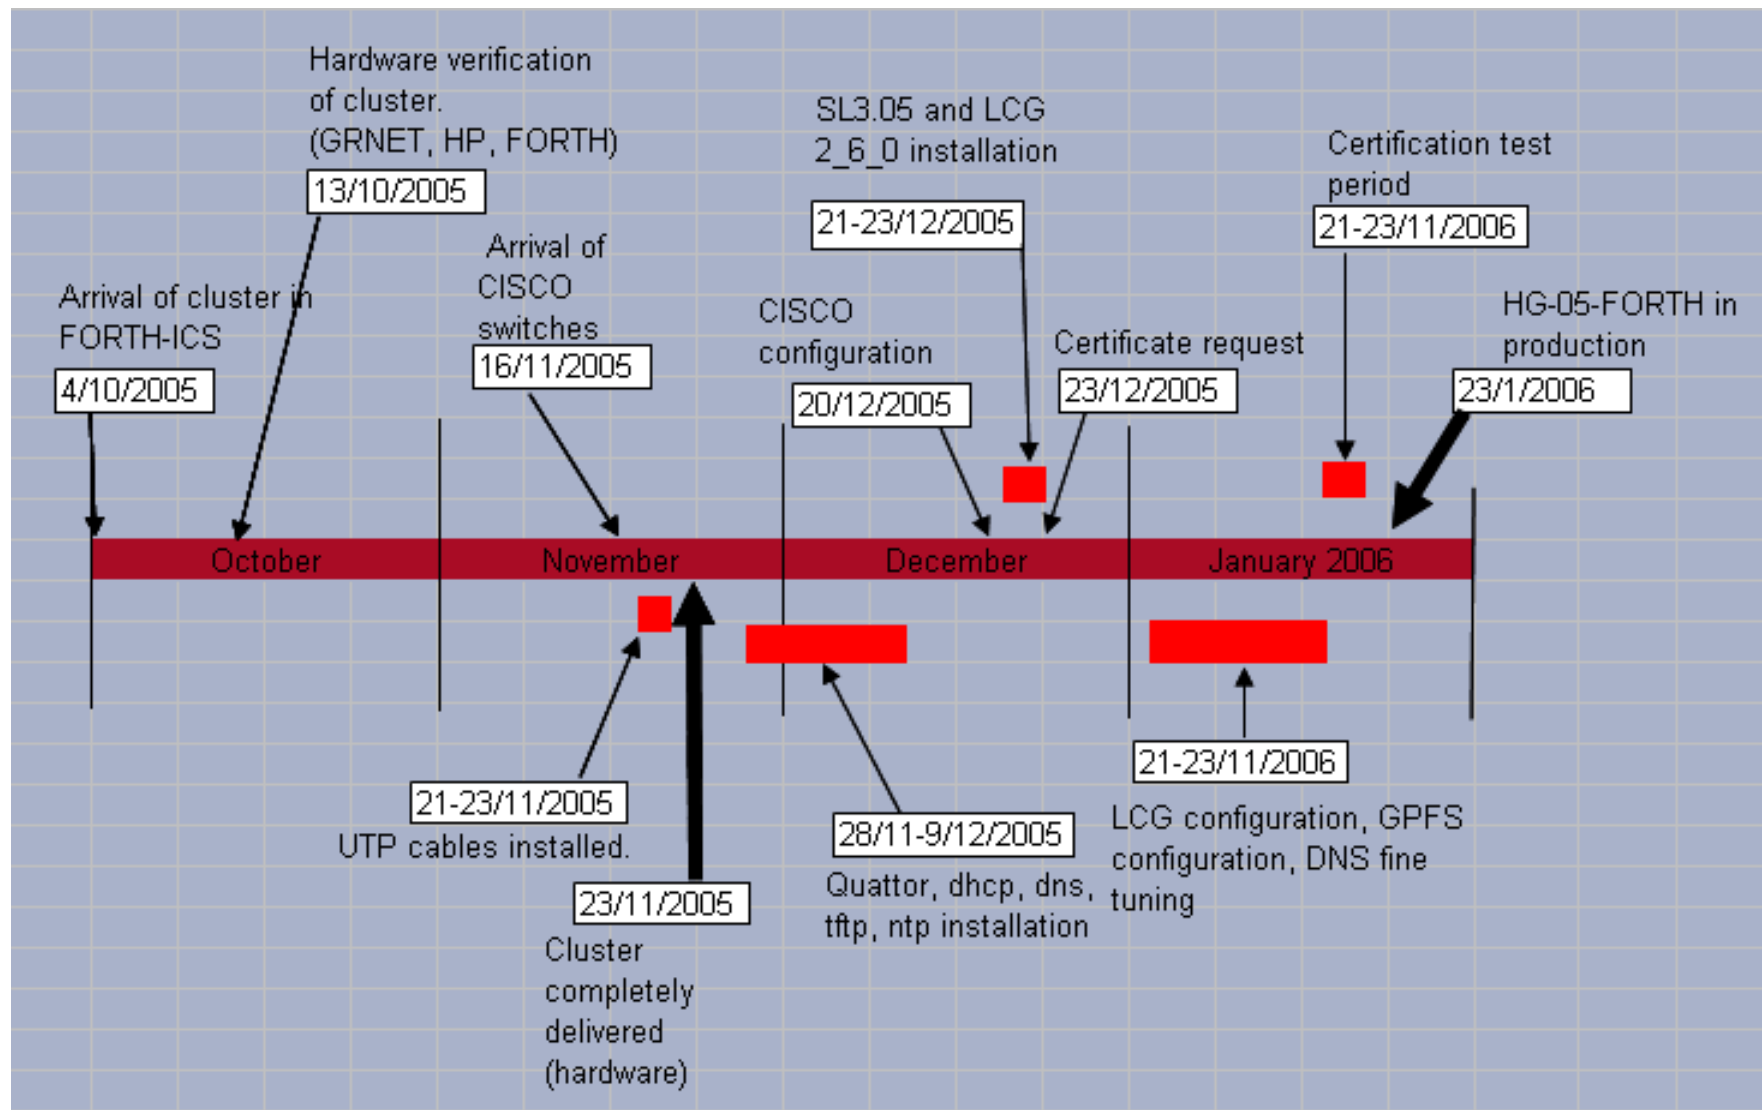 Hardware verification
of cluster.
(GRNET, HP, FORTH)
13/10/2005
Arrival of cluster in
FORTH-ICS
4/10/2005
Arrival of
CISCO
switches
16/11/2005
SL3.05 and LCG
2_6_0 installation
21-23/12/2005
CISCO
configuration
20/12/2005
Certificate request
23/12/2005
Certification test
period
21-23/11/2006
HG-05-FORTH in
production
23/1/2006
October
November
December
January 2006
21-23/11/2005
UTP cables installed.
23/11/2005
Cluster
completely
delivered
(hardware)
28/11-9/12/2005
Quattor, dhcp, dns,
tftp, ntp installation
21-23/11/2006
LCG configuration, GPFS
configuration, DNS fine
tuning